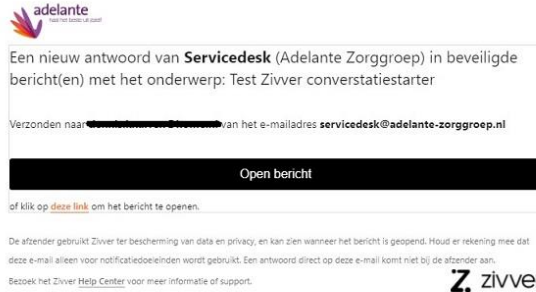 adelante
Een nieuw antwoord van Servicedesk (Adelante Zorggroep) in beveiligde
bericht(en) met het onderwerp: Test Zivver converstatiestarter
Verzonden naar van het e-mailadres servicedesk@adelante-zorggroep.nl
Open bericht
of klik op deze link om het bericht te openen.
De afzender gebruikt Zivver ter bescherming van data en privacy, en kan zien wanneer het bericht is geopend. Houd er rekening mee dat
deze e-mail alleen voor notificatiedoeleinden wordt gebruikt. Een antwoord direct op deze e-mail komt niet bij de afzender aan.
Bezoek het Zivver Help Center voor meer informatie of support.
zivve